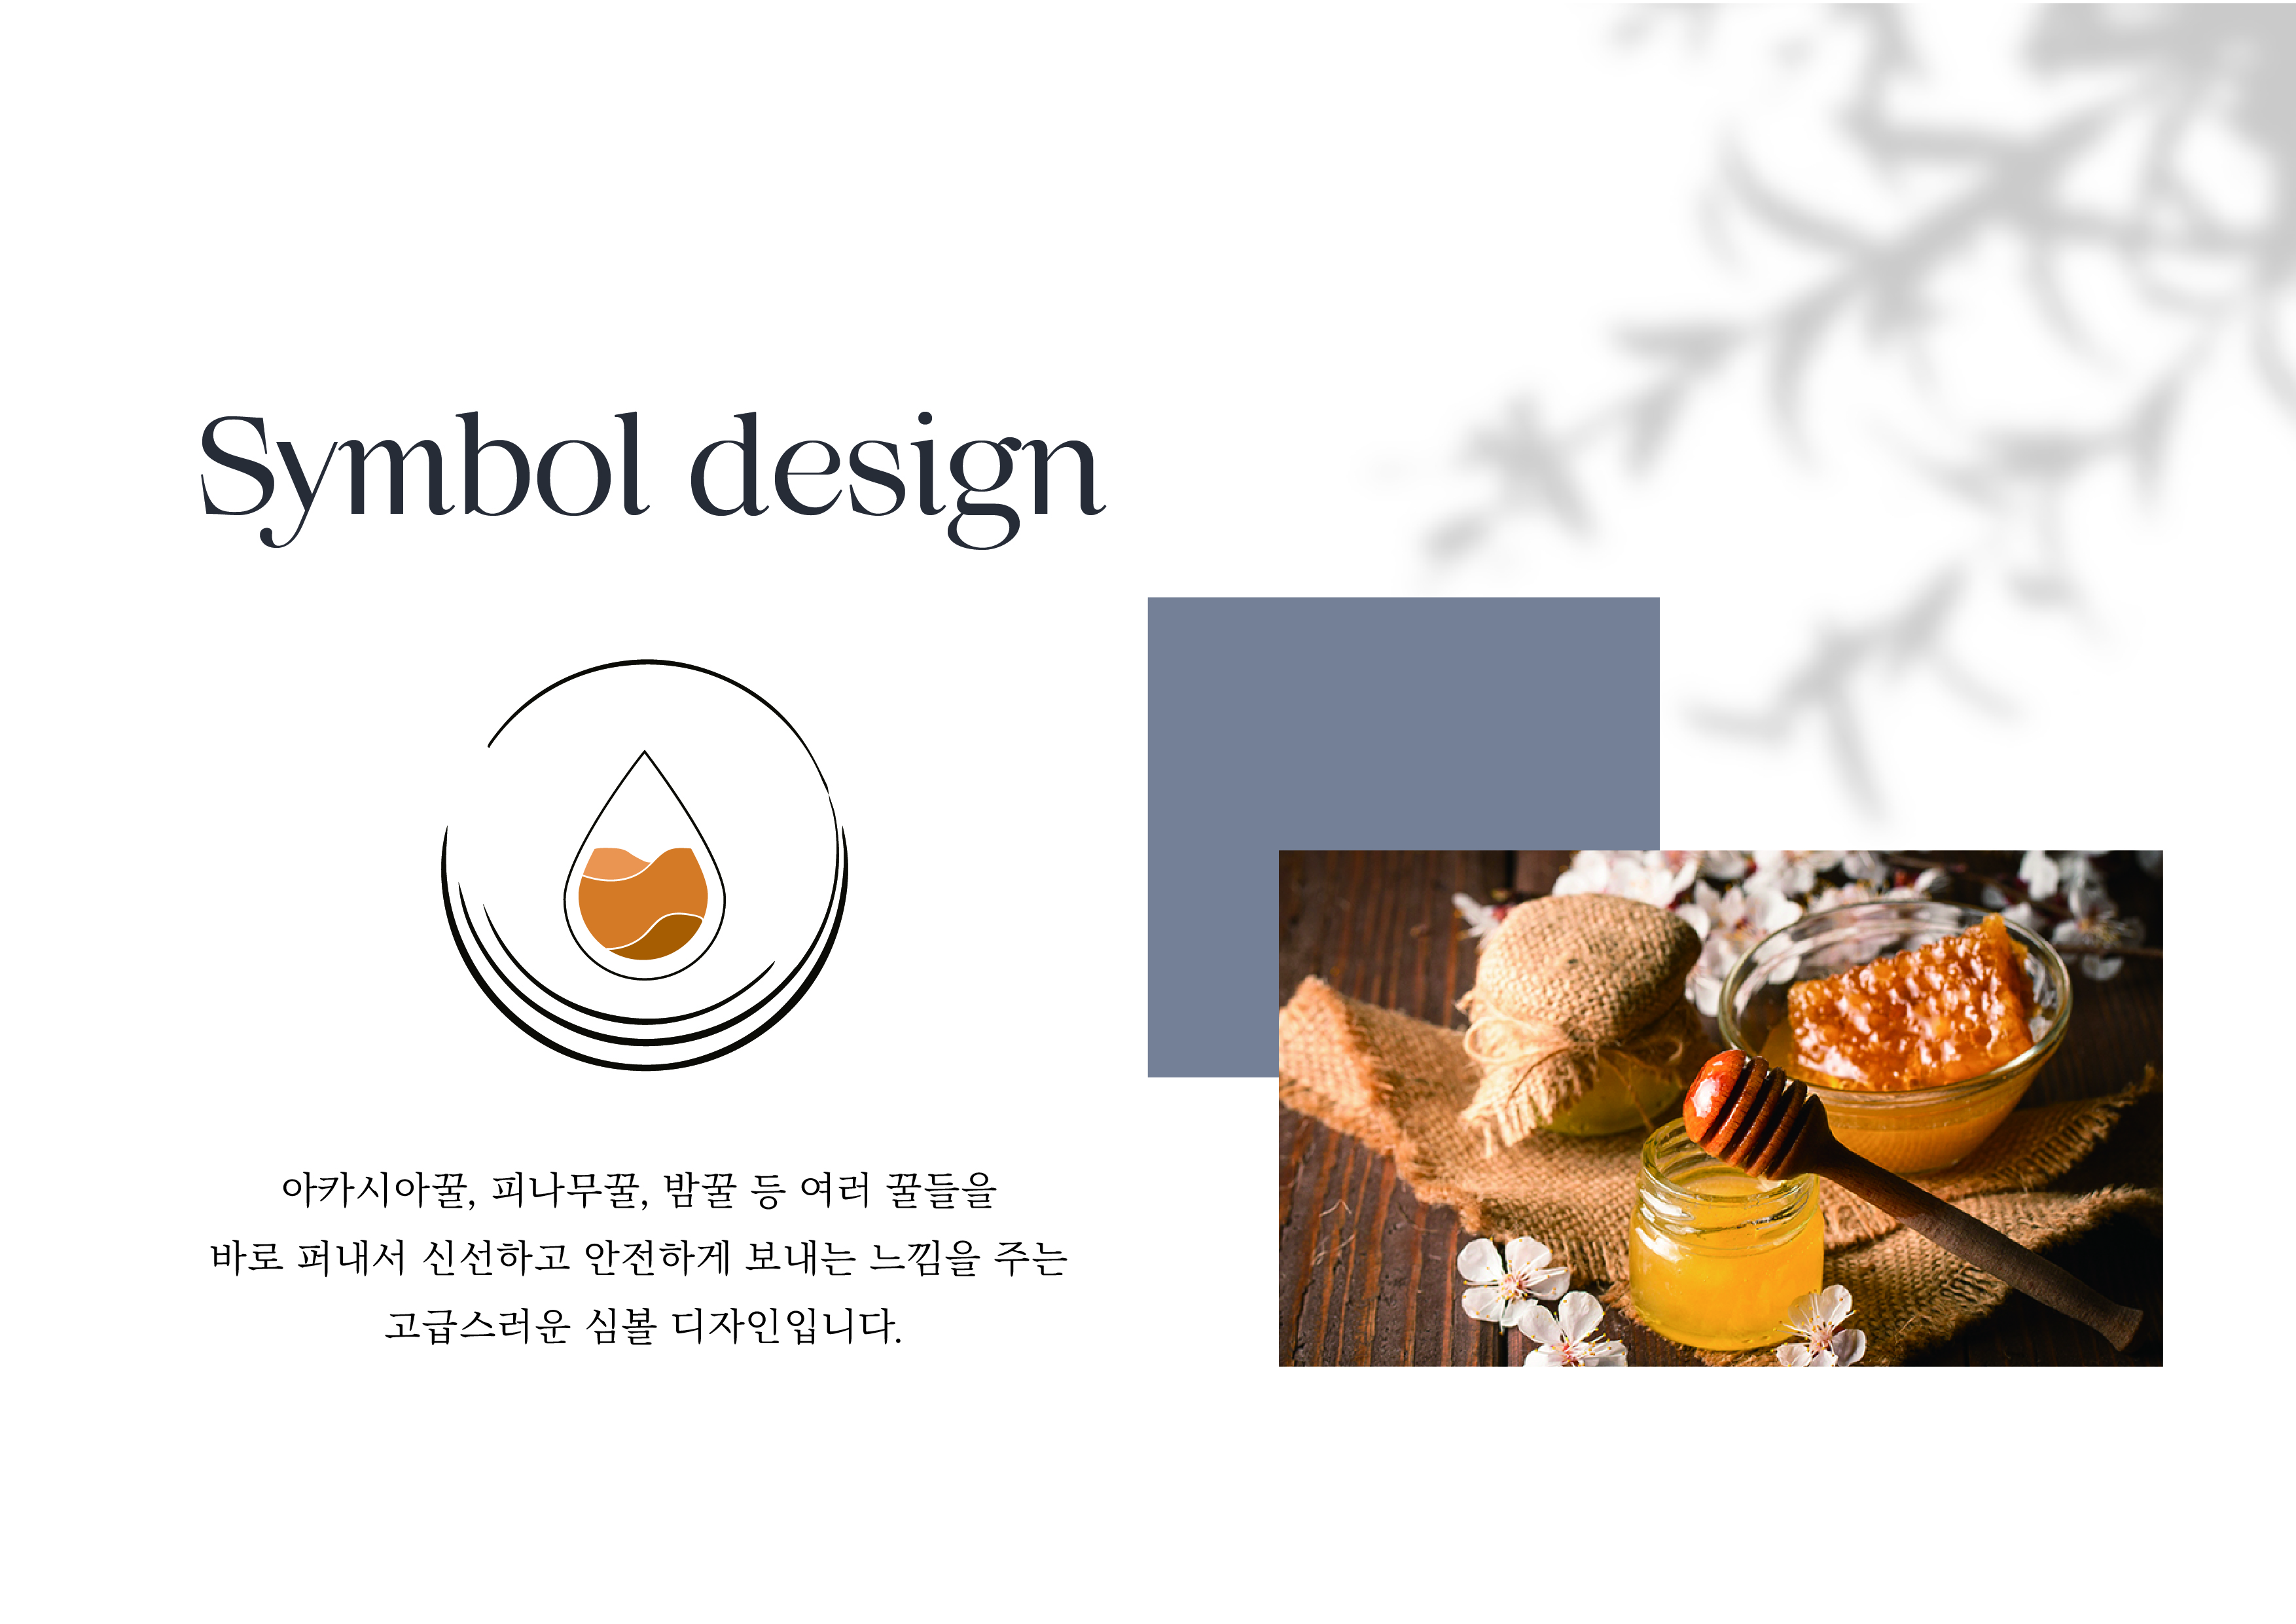 Symbol design
아카시아꿀, 피나무꿀, 밤꿀 등 여러 꿀들을
바로 퍼내서 신선하고 안전하게 보내는 느낌을 주는
고급스러운 심볼 디자인입니다.